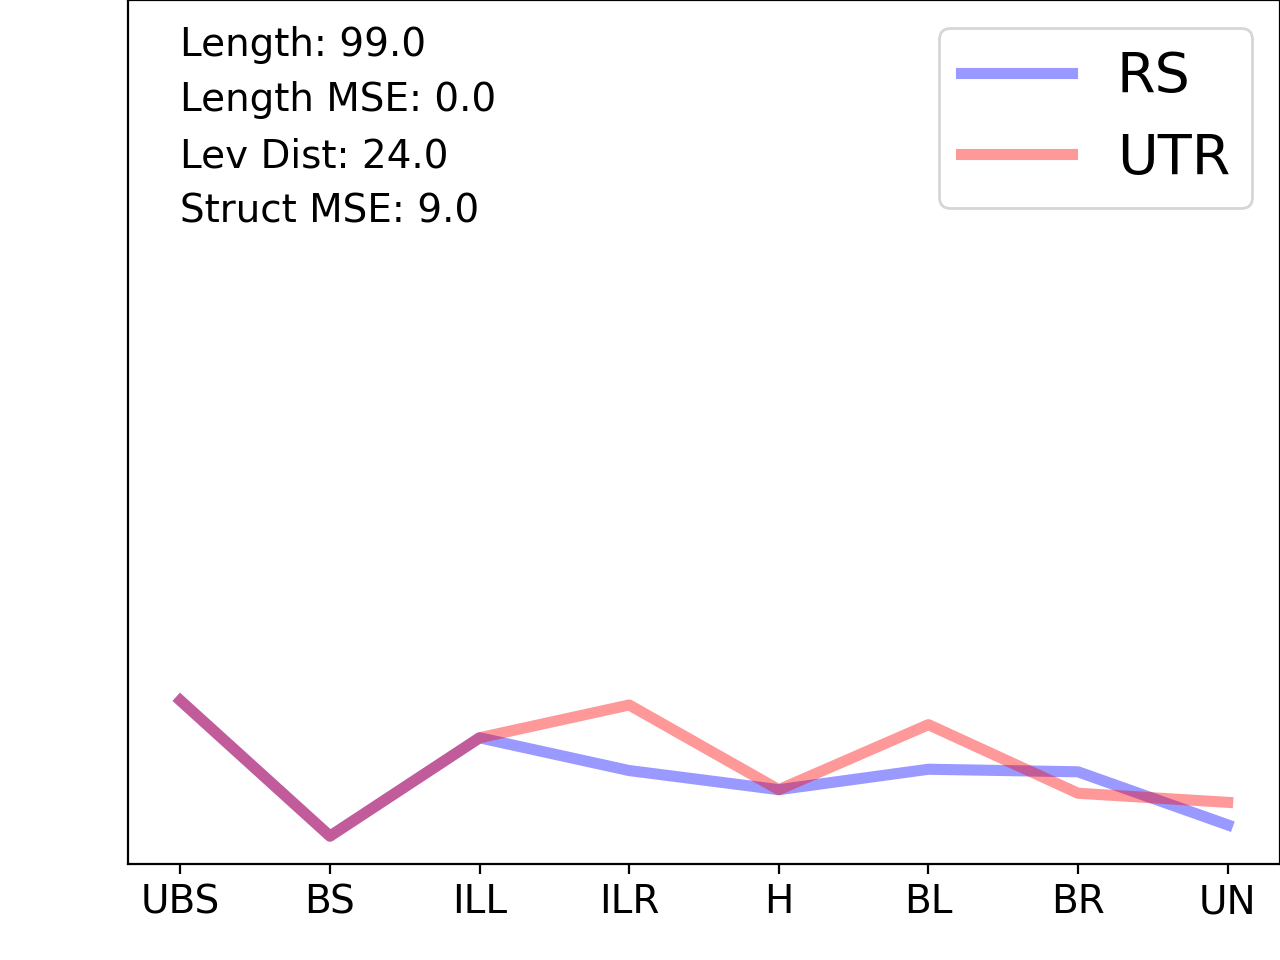 Length: 99.0
Length MSE: 0.0
Lev Dist: 24.0
Struct MSE: 9.0
RS
UTR
UBS BS ILL ILR H BL BR UN